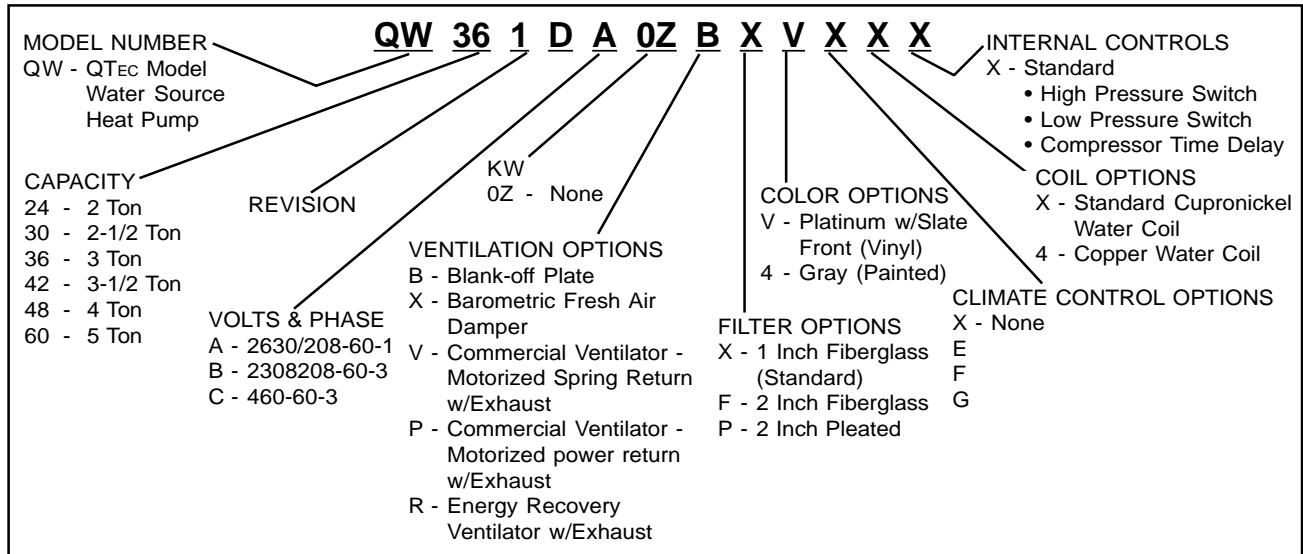 QW 36 1 D A 0Z B X V X X X
MODEL NUMBER
QW - QTEC Model
Water Source
Heat Pump
CAPACITY
24 - 2 Ton
30 - 2-1/2 Ton
36 - 3 Ton
42 - 3-1/2 Ton
48 - 4 Ton
60 - 5 Ton
REVISION
VOLTS & PHASE
A - 2630/208-60-1
B - 2308208-60-3
C - 460-60-3
KW
0Z - None
VENTILATION OPTIONS
B - Blank-off Plate
X - Barometric Fresh Air
Damper
V - Commercial Ventilator -
Motorized Spring Return
w/Exhaust
P - Commercial Ventilator -
Motorized power return
w/Exhaust
R - Energy Recovery
Ventilator w/Exhaust
FILTER OPTIONS
X - 1 Inch Fiberglass
(Standard)
F - 2 Inch Fiberglass
P - 2 Inch Pleated
COLOR OPTIONS
V - Platinum w/Slate
Front (Vinyl)
4 - Gray (Painted)
CLIMATE CONTROL OPTIONS
X - None
E
F
G
COIL OPTIONS
X - Standard Cupronickel
Water Coil
4 - Copper Water Coil
INTERNAL CONTROLS
X - Standard
• High Pressure Switch
• Low Pressure Switch
• Compressor Time Delay